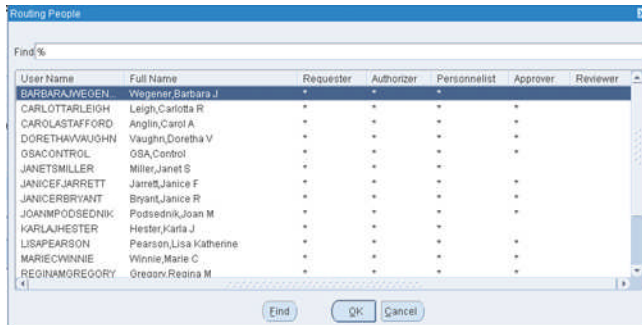 Routing People
Find %
User Name Full Name Requester Authorizer Personnelist Approver Reviewer
BARBARAJWEGEN... Wegener,Barbara J * * *
CARLOTTARLEIGH Leigh,Carlotta R * * * *
CAROLASTAFFORD Anglin,Carol A * * * *
DORETHAVVAUGHN Vaughn,Doretha V * * * *
GSACONTROL GSA,Control * * * *
JANETSMILLER Miller,Janet S * * *
JANICEFJARRETT Jarrett,Janice F * * * *
JANICERBRYANT Bryant,Janice R * * * *
JOANMPODSEDNIK Podsednik,Joan M * * * *
KARLAJHESTER Hester,Karla J * * *
LISAPEARSON Pearson,Lisa Katherine * * * *
MARIECWINNIE Winnie,Marie C * * * *
REGINAMGREGORY Gregory,Regina M * * * *
Find OK Cancel